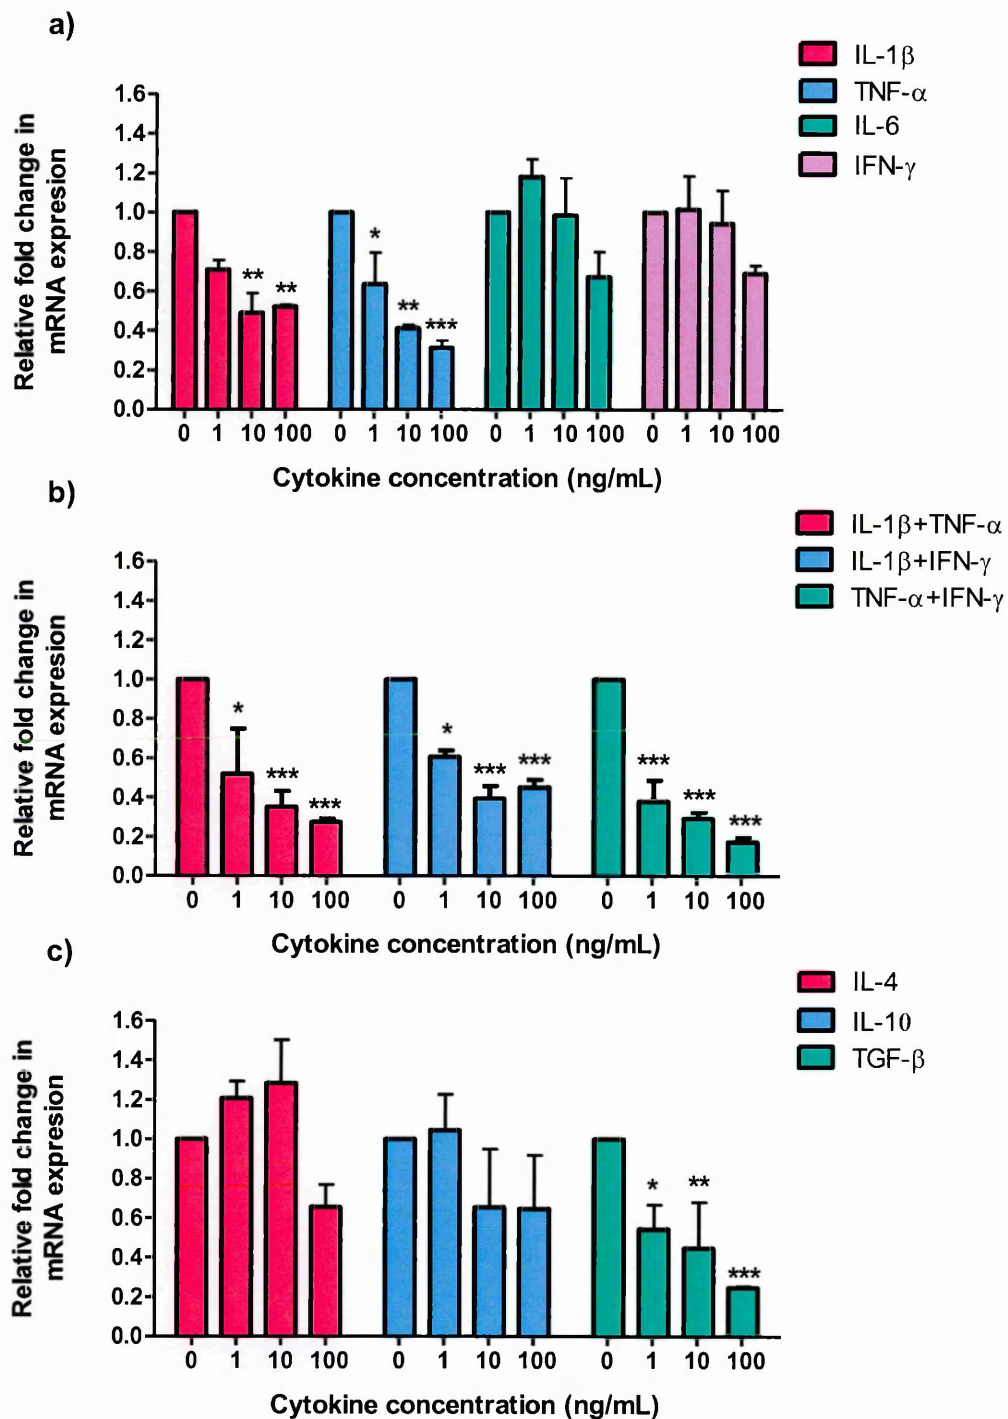 a)
IL-1β
TNF-α
IL-6
IFN-γ
Relative fold change in
mRNA expresion
1.6
1.4
1.2
1.0
0.8
0.6
0.4
0.2
0.0
** ** * ** ***
0 1 10 100 0 1 10 100 0 1 10 100 0 1 10 100
Cytokine concentration (ng/mL)
b)
IL-1β+TNF-α
IL-1β+IFN-γ
TNF-α+IFN-γ
Relative fold change in
mRNA expresion
1.6
1.4
1.2
1.0
0.8
0.6
0.4
0.2
0.0
* *** *** * *** *** *** *** ***
0 1 10 100 0 1 10 100 0 1 10 100
Cytokine concentration (ng/mL)
c)
IL-4
IL-10
TGF-β
Relative fold change in
mRNA expresion
1.6
1.4
1.2
1.0
0.8
0.6
0.4
0.2
0.0
* ** ***
0 1 10 100 0 1 10 100 0 1 10 100
Cytokine concentration (ng/mL)